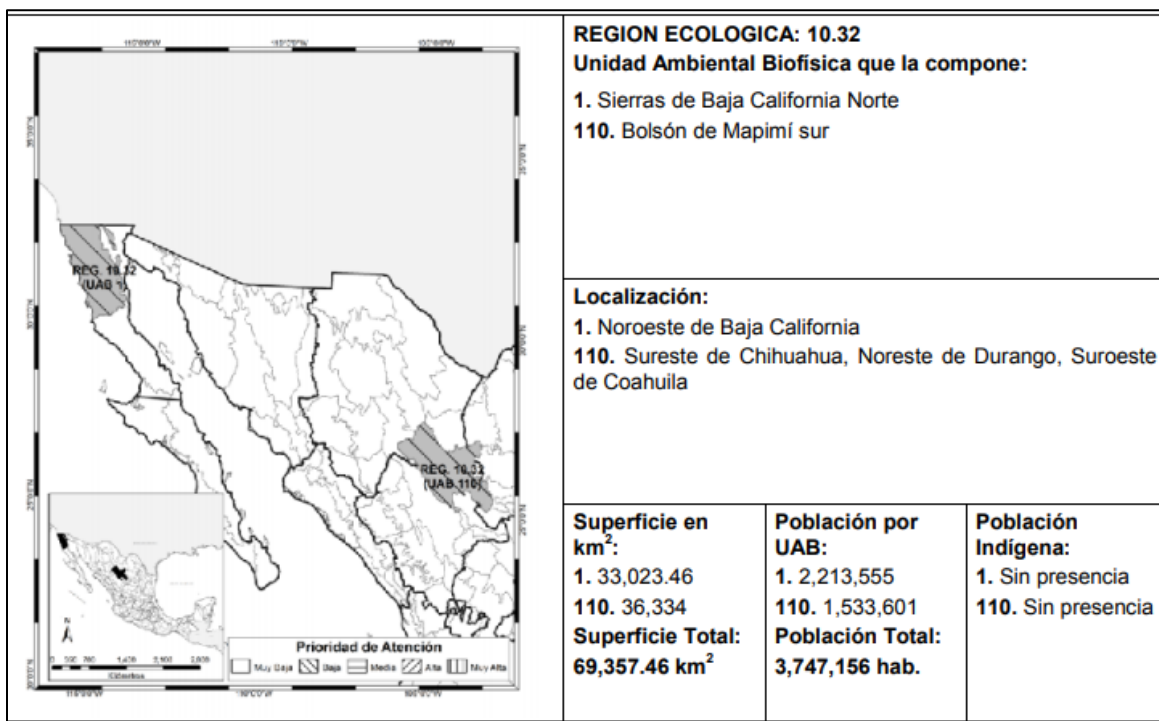 REGION ECOLOGICA: 10.32
Unidad Ambiental Biofísica que la compone:
1. Sierras de Baja California Norte
110. Bolsón de Mapimí sur
Localización:
1. Noroeste de Baja California
110. Sureste de Chihuahua, Noreste de Durango, Suroeste
de Coahuila
Superficie en
km2:
1. 33,023.46
110. 36,334
Superficie Total:
69,357.46 km2
Población por
UAB:
1. 2,213,555
110. 1,533,601
Población Total:
3,747,156 hab.
Población
Indígena:
1. Sin presencia
110. Sin presencia
REG. 10.32
(UAB 1)
REG. 10.32
(UAB 110)
N
Prioridad de Atención
Muy Baja Baja Media Alta Muy Alta